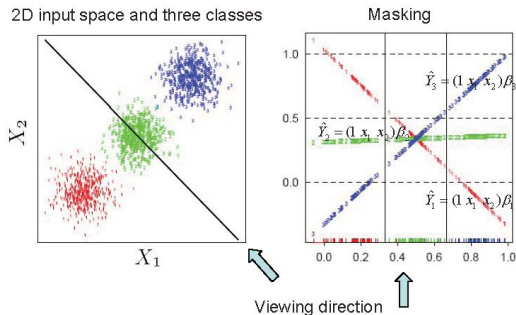 2D input space and three classes
Masking
X₂
X₁
1.0
0.5
0.0
Ŷ₃ = (1 x₁ x₂)β₃
Ŷ₂ = (1 x₁ x₂)β₂
Ŷ₁ = (1 x₁ x₂)β₁
0.0 0.2 0.4 0.6 0.8 1.0
Viewing direction